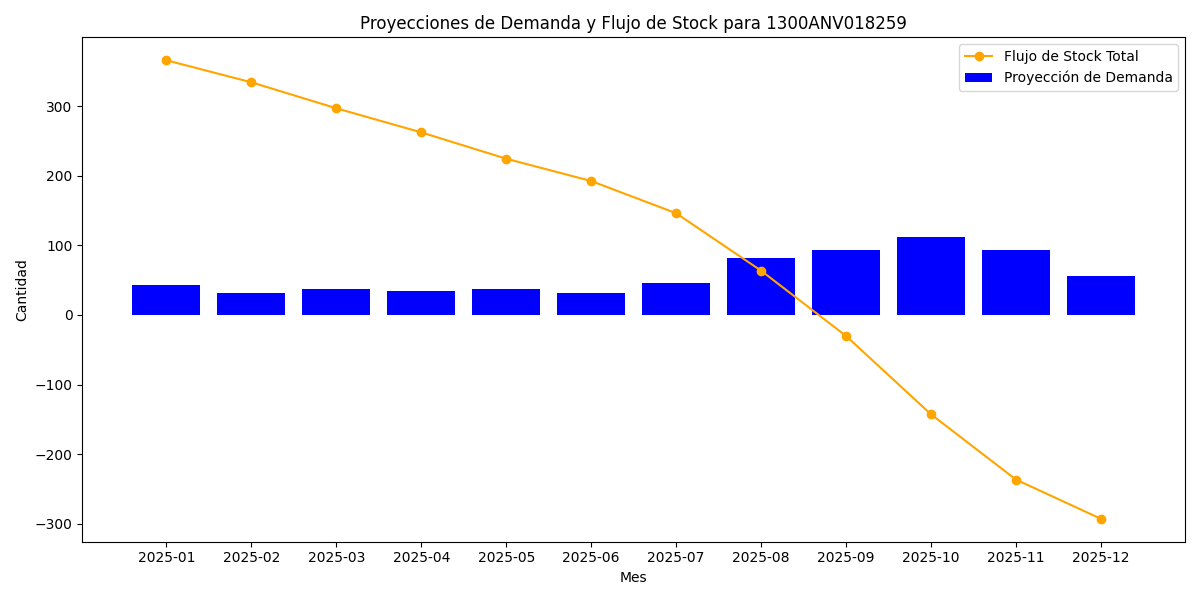 Proyecciones de Demanda y Flujo de Stock para 1300ANV018259
Flujo de Stock Total
Proyección de Demanda
Cantidad
300
200
100
0
−100
−200
−300
2025-01 2025-02 2025-03 2025-04 2025-05 2025-06 2025-07 2025-08 2025-09 2025-10 2025-11 2025-12
Mes